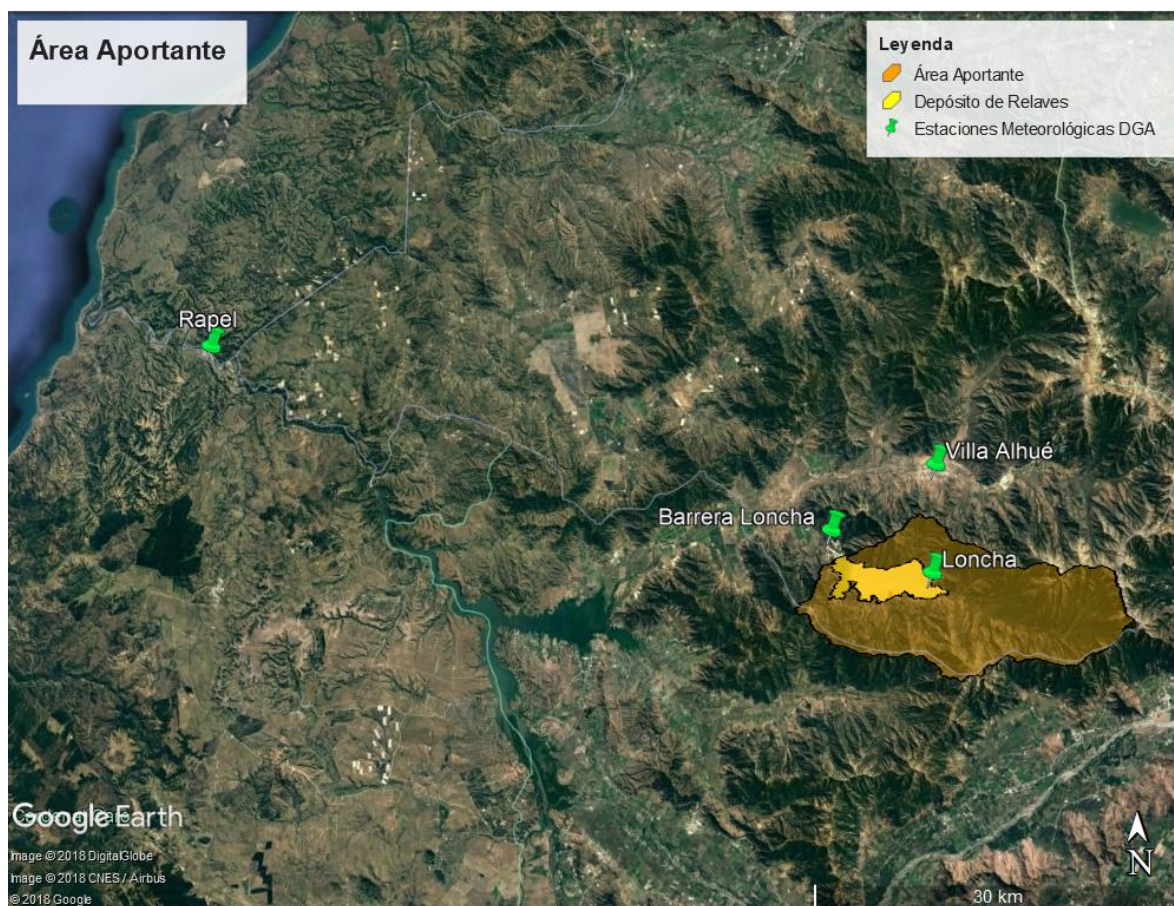 Área Aportante
Leyenda
Área Aportante
Depósito de Relaves
Estaciones Meteorológicas DGA
Rapel
Villa Alhué
Barrera Loncha
Loncha
Google Earth
Image © 2018 DigitalGlobe
Image © 2018 CNES / Airbus
© 2018 Google
N
30 km